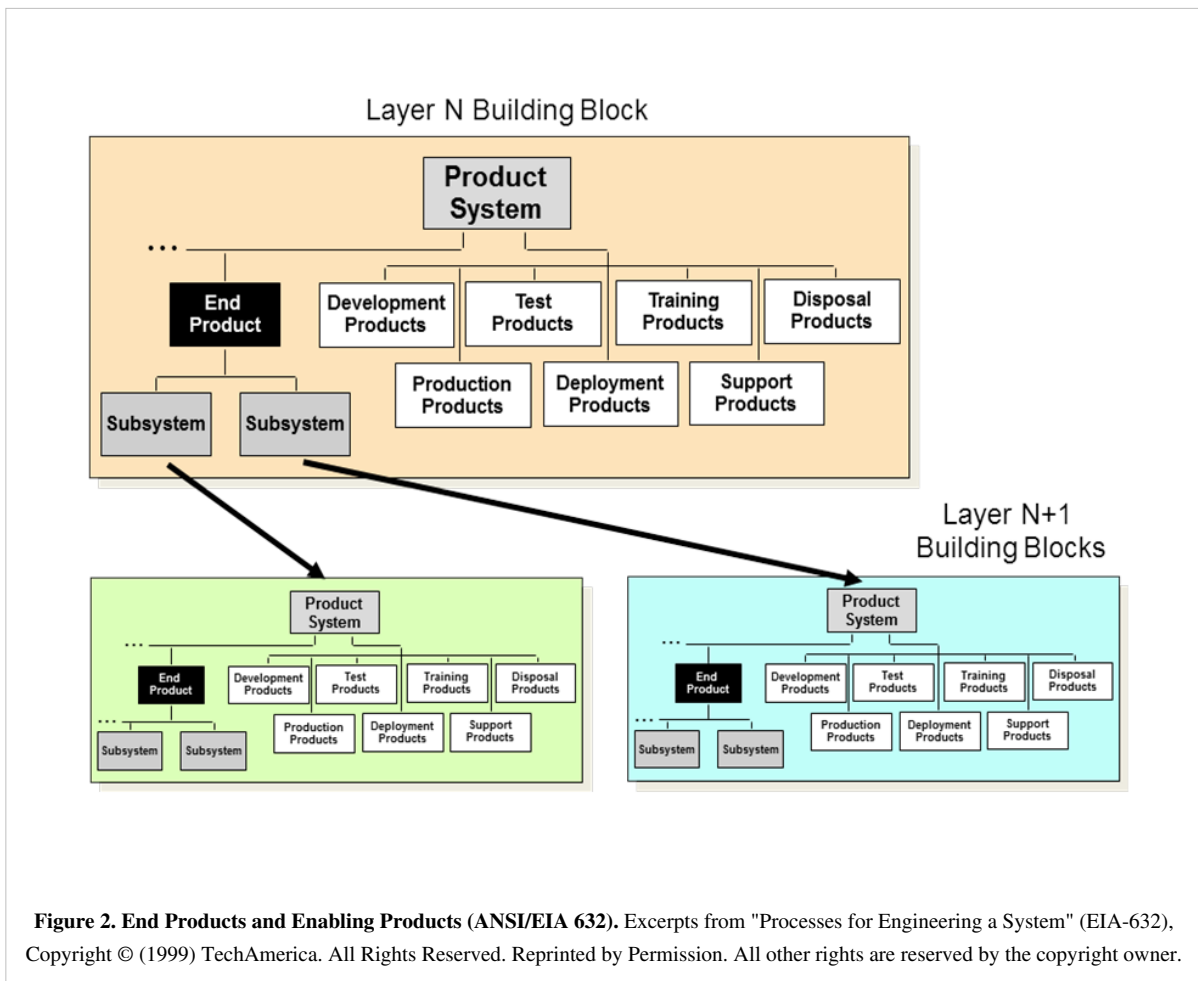 Layer N Building Block
Product
System
...
End
Product
Development
Products
Test
Products
Training
Products
Disposal
Products
Production
Products
Deployment
Products
Support
Products
Subsystem
Subsystem
Layer N+1
Building Blocks
Product
System
...
End
Product
Development
Products
Test
Products
Training
Products
Disposal
Products
...
Production
Products
Deployment
Products
Support
Products
Subsystem
Subsystem
Product
System
...
End
Product
Development
Products
Test
Products
Training
Products
Disposal
Products
...
Production
Products
Deployment
Products
Support
Products
Subsystem
Subsystem
Figure 2. End Products and Enabling Products (ANSI/EIA 632). Excerpts from "Processes for Engineering a System" (EIA-632),
Copyright © (1999) TechAmerica. All Rights Reserved. Reprinted by Permission. All other rights are reserved by the copyright owner.